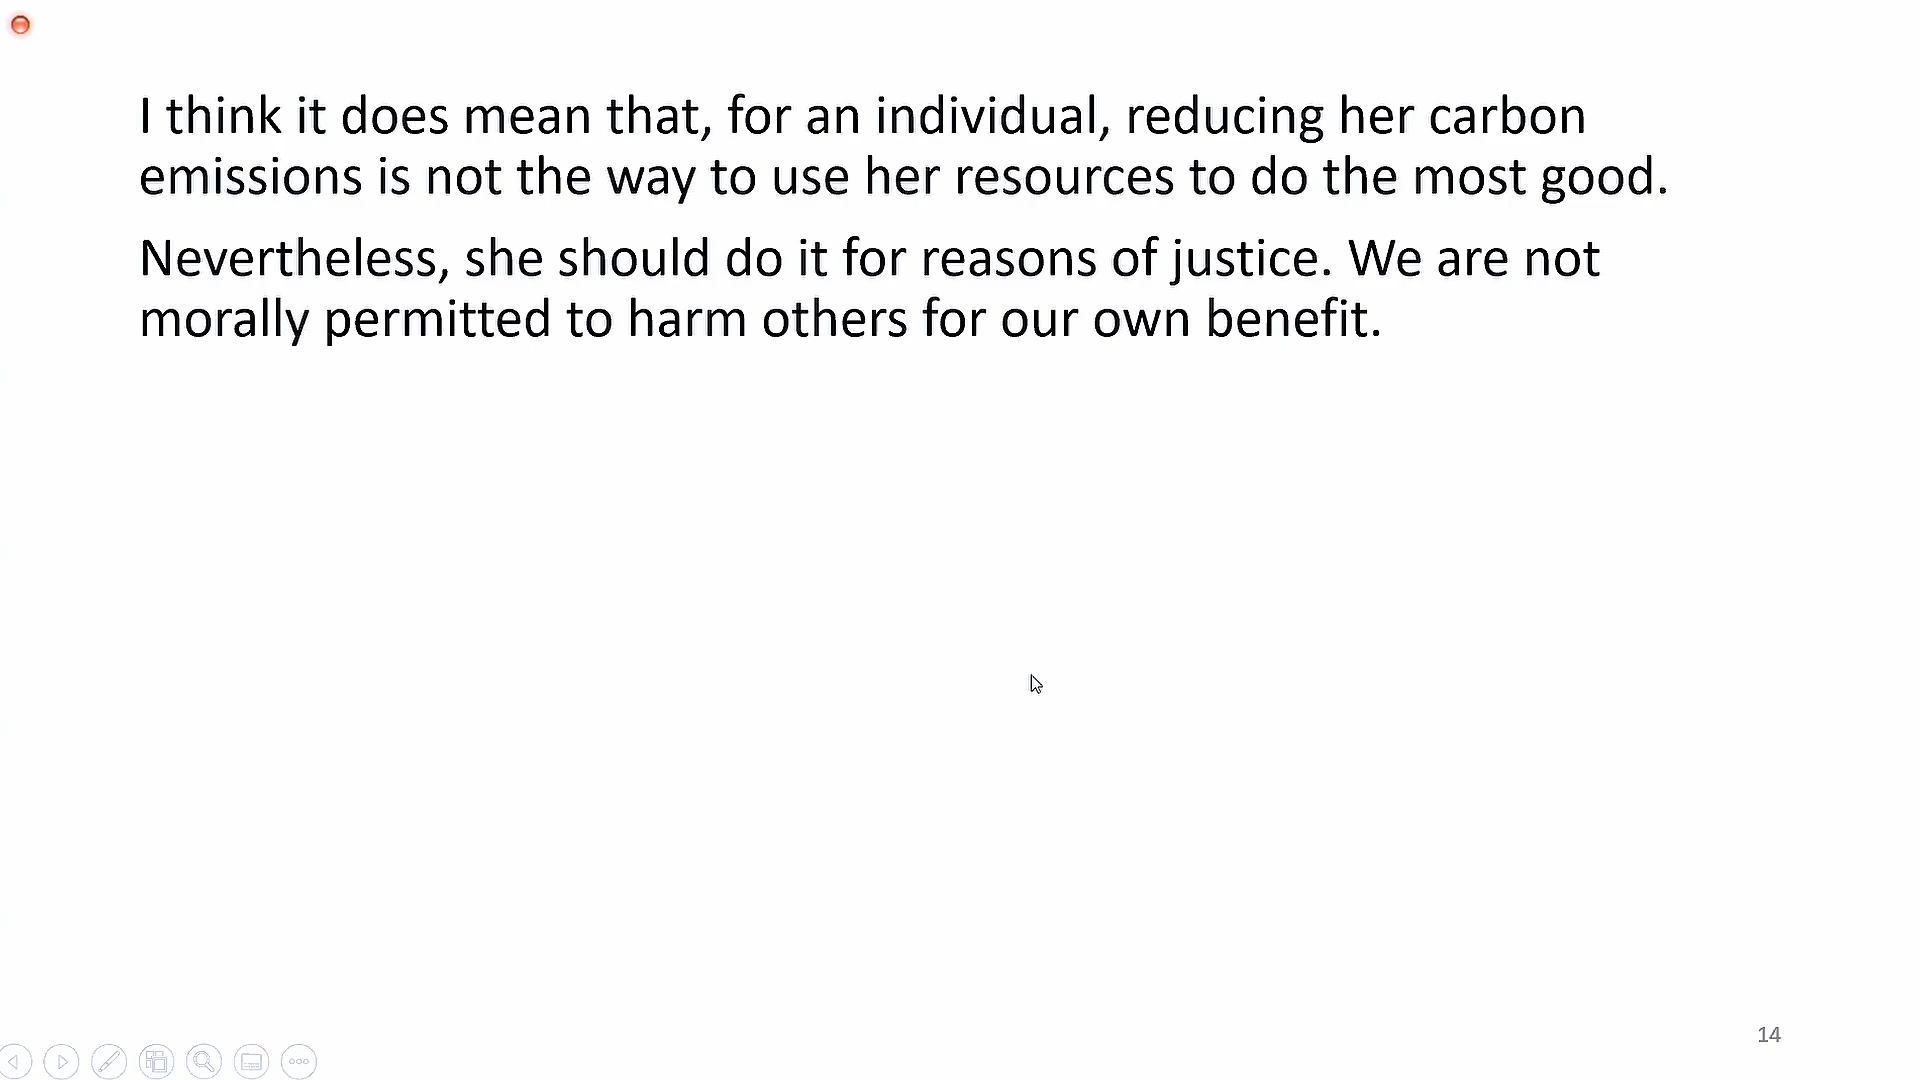 I think it does mean that, for an individual, reducing her carbon
emissions is not the way to use her resources to do the most good.
Nevertheless, she should do it for reasons of justice. We are not
morally permitted to harm others for our own benefit.
14